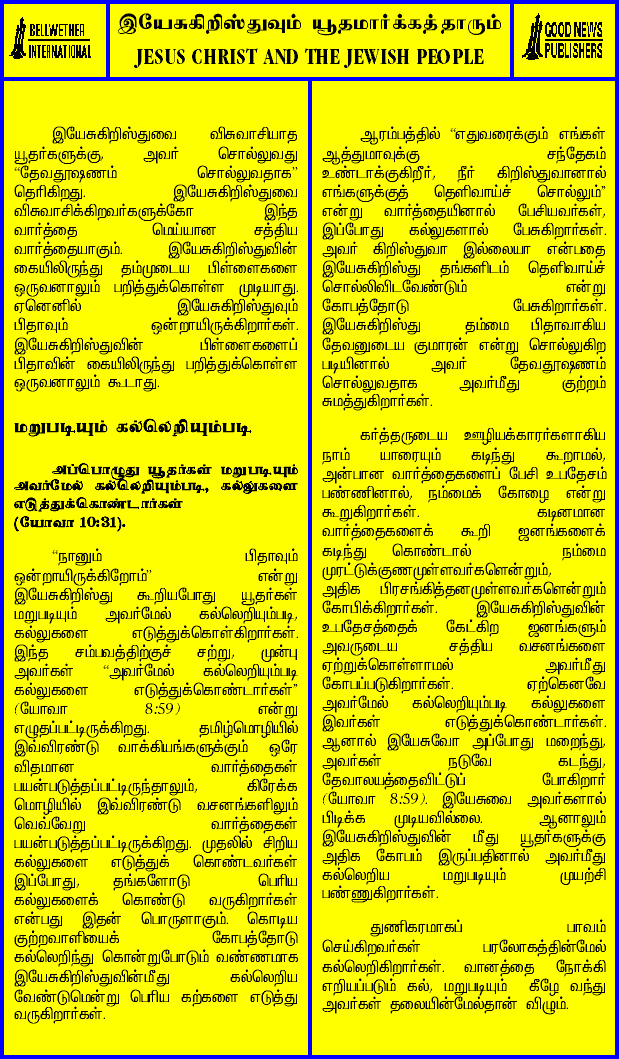 BELLWETHER
INTERNATIONAL
இயேசுகிறிஸ்துவும் யூதமார்க்கத்தாரும்
JESUS CHRIST AND THE JEWISH PEOPLE
GOOD NEWS
PUBLISHERS
இயேசுகிறிஸ்துவை விசுவாசியாத
யூதர்களுக்கு, அவர் சொல்லுவது
“தேவதூஷணம் சொல்லுவதாக”
தெரிகிறது. இயேசுகிறிஸ்துவை
விசுவாசிக்கிறவர்களுக்கோ இந்த
வார்த்தை மெய்யான சத்திய
வார்த்தையாகும். இயேசுகிறிஸ்துவின்
கையிலிருந்து தம்முடைய பிள்ளைகளை
ஒருவனாலும் பறித்துக்கொள்ள முடியாது.
ஏனெனில் இயேசுகிறிஸ்துவும்
பிதாவும் ஒன்றாயிருக்கிறார்கள்.
இயேசுகிறிஸ்துவின் பிள்ளைகளைப்
பிதாவின் கையிலிருந்து பறித்துக்கொள்ள
ஒருவனாலும் கூடாது.
மறுபடியும் கல்லெறியும்படி
அப்பொழுது யூதர்கள் மறுபடியும்
அவர்மேல் கல்லெறியும்படி, கல்லுகளை
எடுத்துக்கொண்டார்கள்
(யோவா 10:31).
“நானும் பிதாவும்
ஒன்றாயிருக்கிறோம்” என்று
இயேசுகிறிஸ்து கூறியபோது யூதர்கள்
மறுபடியும் அவர்மேல் கல்லெறியும்படி,
கல்லுகளை எடுத்துக்கொள்கிறார்கள்.
இந்த சம்பவத்திற்குச் சற்று, முன்பு
அவர்கள் “அவர்மேல் கல்லெறியும்படி
கல்லுகளை எடுத்துக்கொண்டார்கள்”
(யோவா 8:59) என்று
எழுதப்பட்டிருக்கிறது. தமிழ்மொழியில்
இவ்விரண்டு வாக்கியங்களுக்கும் ஒரே
விதமான வார்த்தைகள்
பயன்படுத்தப்பட்டிருந்தாலும், கிரேக்க
மொழியில் இவ்விரண்டு வசனங்களிலும்
வெவ்வேறு வார்த்தைகள்
பயன்படுத்தப்பட்டிருக்கிறது. முதலில் சிறிய
கல்லுகளை எடுத்துக் கொண்டவர்கள்
இப்போது, தங்களோடு பெரிய
கல்லுகளைக் கொண்டு வருகிறார்கள்
என்பது இதன் பொருளாகும். கொடிய
குற்றவாளியைக் கோபத்தோடு
கல்லெறிந்து கொன்றுபோடும் வண்ணமாக
இயேசுகிறிஸ்துவின்மீது கல்லெறிய
வேண்டுமென்று பெரிய கற்களை எடுத்து
வருகிறார்கள்.
ஆரம்பத்தில் “எதுவரைக்கும் எங்கள்
ஆத்துமாவுக்கு சந்தேகம்
உண்டாக்குகிறீர், நீர் கிறிஸ்துவானால்
எங்களுக்குத் தெளிவாய்ச் சொல்லும்”
என்று வார்த்தையினால் பேசியவர்கள்,
இப்போது கல்லுகளால் பேசுகிறார்கள்.
அவர் கிறிஸ்துவா இல்லையா என்பதை
இயேசுகிறிஸ்து தங்களிடம் தெளிவாய்ச்
சொல்லிவிடவேண்டும் என்று
கோபத்தோடு பேசுகிறார்கள்.
இயேசுகிறிஸ்து தம்மை பிதாவாகிய
தேவனுடைய குமாரன் என்று சொல்லுகிற
படியினால் அவர் தேவதூஷணம்
சொல்லுவதாக அவர்மீது குற்றம்
சுமத்துகிறார்கள்.
கர்த்தருடைய ஊழியக்காரர்களாகிய
நாம் யாரையும் கடிந்து கூறாமல்,
அன்பான வார்த்தைகளைப் பேசி உபதேசம்
பண்ணினால், நம்மைக் கோழை என்று
கூறுகிறார்கள். கடினமான
வார்த்தைகளைக் கூறி ஜனங்களைக்
கடிந்து கொண்டால் நம்மை
முரட்டுக்குணமுள்ளவர்களென்றும்,
அதிக பிரசங்கித்தனமுள்ளவர்களென்றும்
கோபிக்கிறார்கள். இயேசுகிறிஸ்துவின்
உபதேசத்தைக் கேட்கிற ஜனங்களும்
அவருடைய சத்திய வசனங்களை
ஏற்றுக்கொள்ளாமல் அவர்மீது
கோபப்படுகிறார்கள். ஏற்கெனவே
அவர்மேல் கல்லெறியும்படி கல்லுகளை
இவர்கள் எடுத்துக்கொண்டார்கள்.
ஆனால் இயேசுவோ அப்போது மறைந்து,
அவர்கள் நடுவே கடந்து,
தேவாலயத்தைவிட்டுப் போகிறார்
(யோவா 8:59). இயேசுவை அவர்களால்
பிடிக்க முடியவில்லை. ஆனாலும்
இயேசுகிறிஸ்துவின் மீது யூதர்களுக்கு
அதிக கோபம் இருப்பதினால் அவர்மீது
கல்லெறிய மறுபடியும் முயற்சி
பண்ணுகிறார்கள்.
துணிகரமாகப் பாவம்
செய்கிறவர்கள் பரலோகத்தின்மேல்
கல்லெறிகிறார்கள். வானத்தை நோக்கி
எறியப்படும் கல், மறுபடியும் கீழே வந்து
அவர்கள் தலையின்மேல்தான் விழும்.